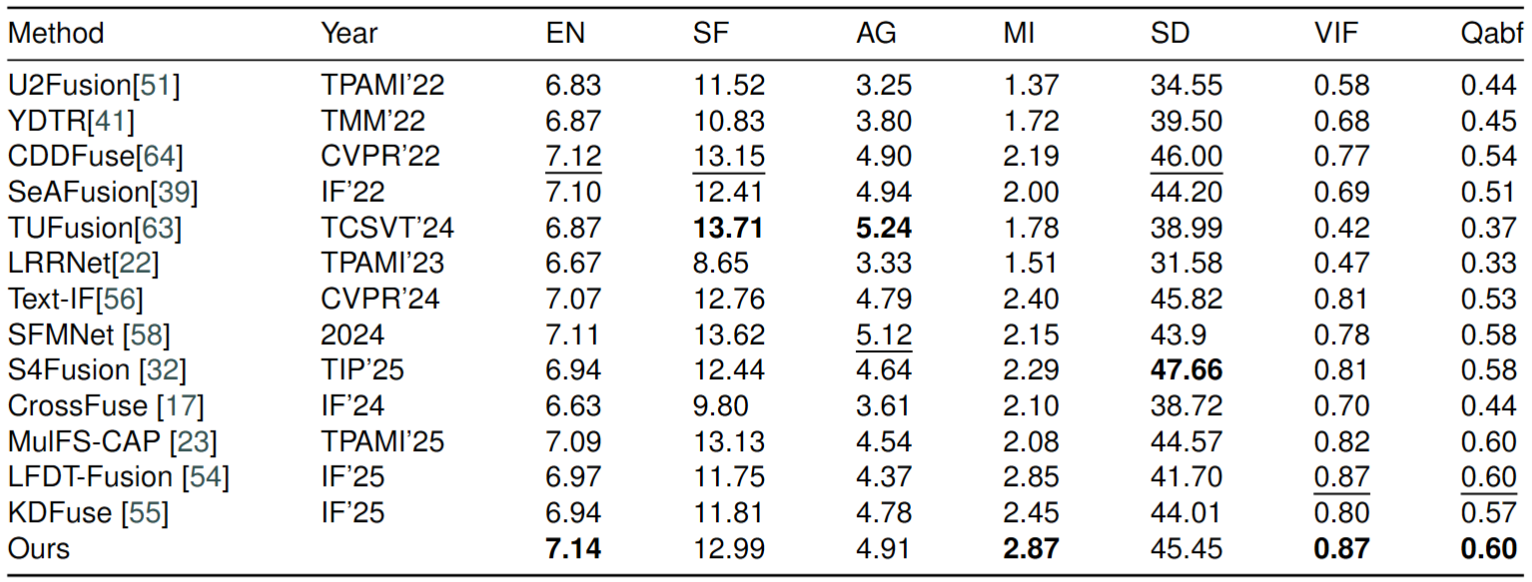 Method Year EN SF AG MI SD VIF Qabf
U2Fusion[51] TPAMI'22 6.83 11.52 3.25 1.37 34.55 0.58 0.44
YDTR[41] TMM'22 6.87 10.83 3.80 1.72 39.50 0.68 0.45
CDDFuse[64] CVPR'22 7.12 13.15 4.90 2.19 46.00 0.77 0.54
SeAFusion[39] IF'22 7.10 12.41 4.94 2.00 44.20 0.69 0.51
TUFusion[63] TCSVT'24 6.87 13.71 5.24 1.78 38.99 0.42 0.37
LRRNet[22] TPAMI'23 6.67 8.65 3.33 1.51 31.58 0.47 0.33
Text-IF[56] CVPR'24 7.07 12.76 4.79 2.40 45.82 0.81 0.53
SFMNet [58] 2024 7.11 13.62 5.12 2.15 43.9 0.78 0.58
S4Fusion [32] TIP'25 6.94 12.44 4.64 2.29 47.66 0.81 0.58
CrossFuse [17] IF'24 6.63 9.80 3.61 2.10 38.72 0.70 0.44
MulFS-CAP [23] TPAMI'25 7.09 13.13 4.54 2.08 44.57 0.82 0.60
LFDT-Fusion [54] IF'25 6.97 11.75 4.37 2.85 41.70 0.87 0.60
KDFuse [55] IF'25 6.94 11.81 4.78 2.45 44.01 0.80 0.57
Ours 7.14 12.99 4.91 2.87 45.45 0.87 0.60